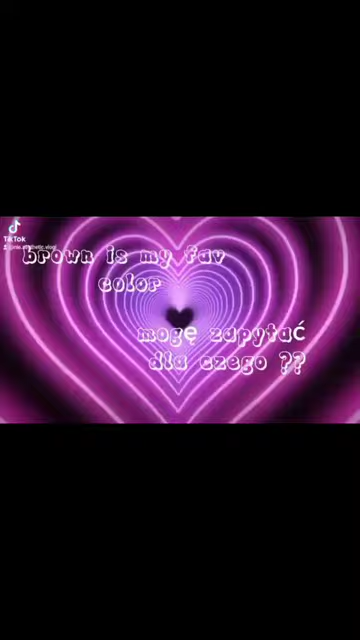 TikTok
brown is my fav
color
mogę zapytać
dla czego ??